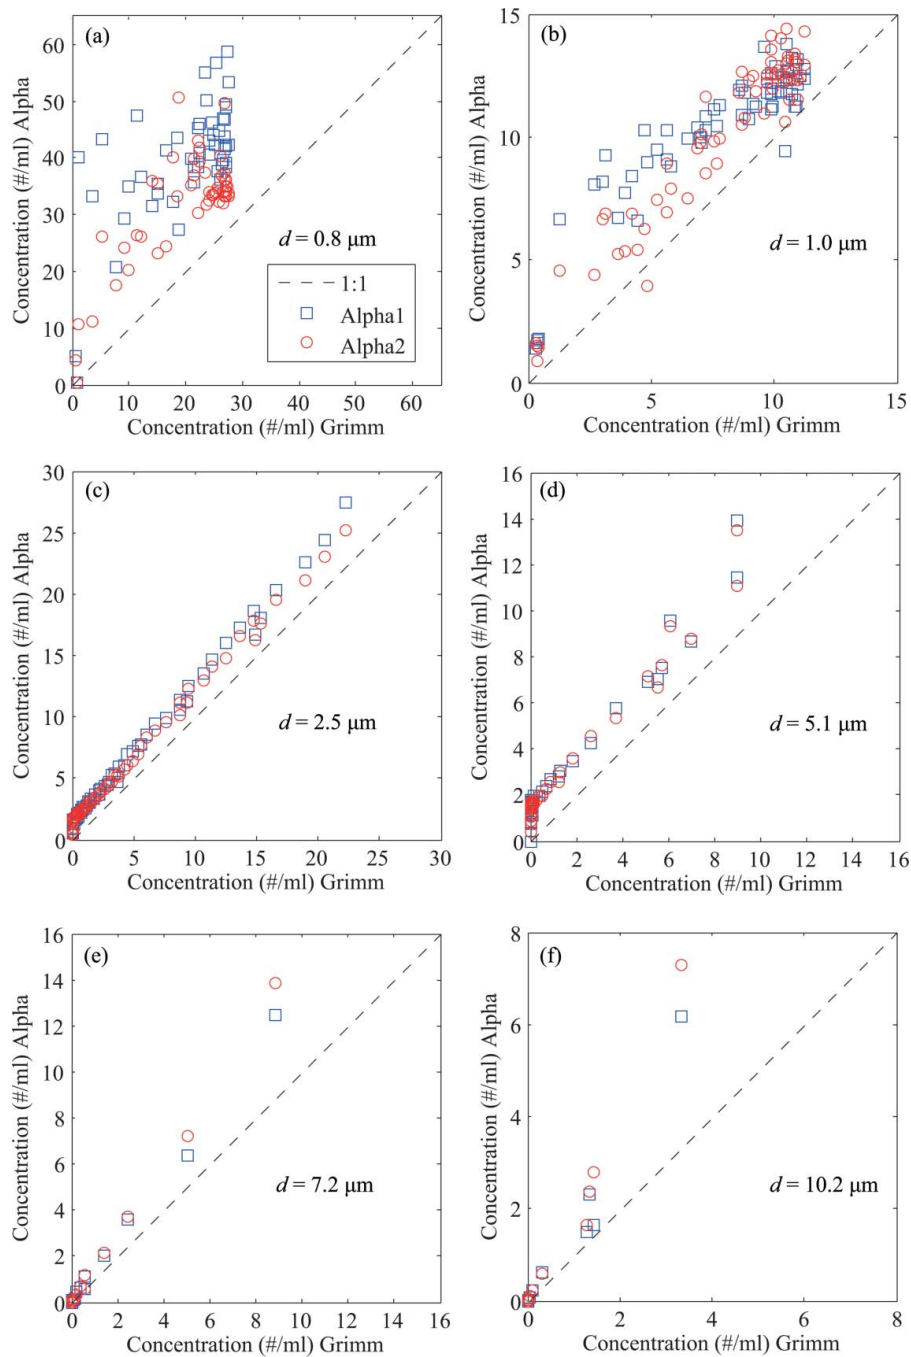 (a)
60
50
40
30
20
10
0
Concentration (#/ml) Alpha
d = 0.8 μm
1:1
Alpha1
Alpha2
0 10 20 30 40 50 60
Concentration (#/ml) Grimm
(b)
15
10
5
0
Concentration (#/ml) Alpha
d = 1.0 μm
0 5 10 15
Concentration (#/ml) Grimm
(c)
30
25
20
15
10
5
0
Concentration (#/ml) Alpha
d = 2.5 μm
0 5 10 15 20 25 30
Concentration (#/ml) Grimm
(d)
16
14
12
10
8
6
4
2
0
Concentration (#/ml) Alpha
d = 5.1 μm
0 2 4 6 8 10 12 14 16
Concentration (#/ml) Grimm
(e)
16
14
12
10
8
6
4
2
0
Concentration (#/ml) Alpha
d = 7.2 μm
0 2 4 6 8 10 12 14 16
Concentration (#/ml) Grimm
(f)
8
6
4
2
0
Concentration (#/ml) Alpha
d = 10.2 μm
0 2 4 6 8
Concentration (#/ml) Grimm